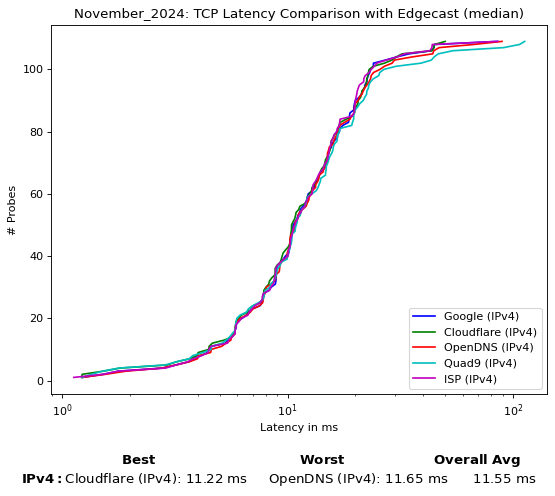 November_2024: TCP Latency Comparison with Edgecast (median)
# Probes
100
80
60
40
20
0
Google (IPv4)
Cloudflare (IPv4)
OpenDNS (IPv4)
Quad9 (IPv4)
ISP (IPv4)
10⁰ 10¹ 10²
Latency in ms
Best Worst Overall Avg
IPv4: Cloudflare (IPv4): 11.22 ms OpenDNS (IPv4): 11.65 ms 11.55 ms